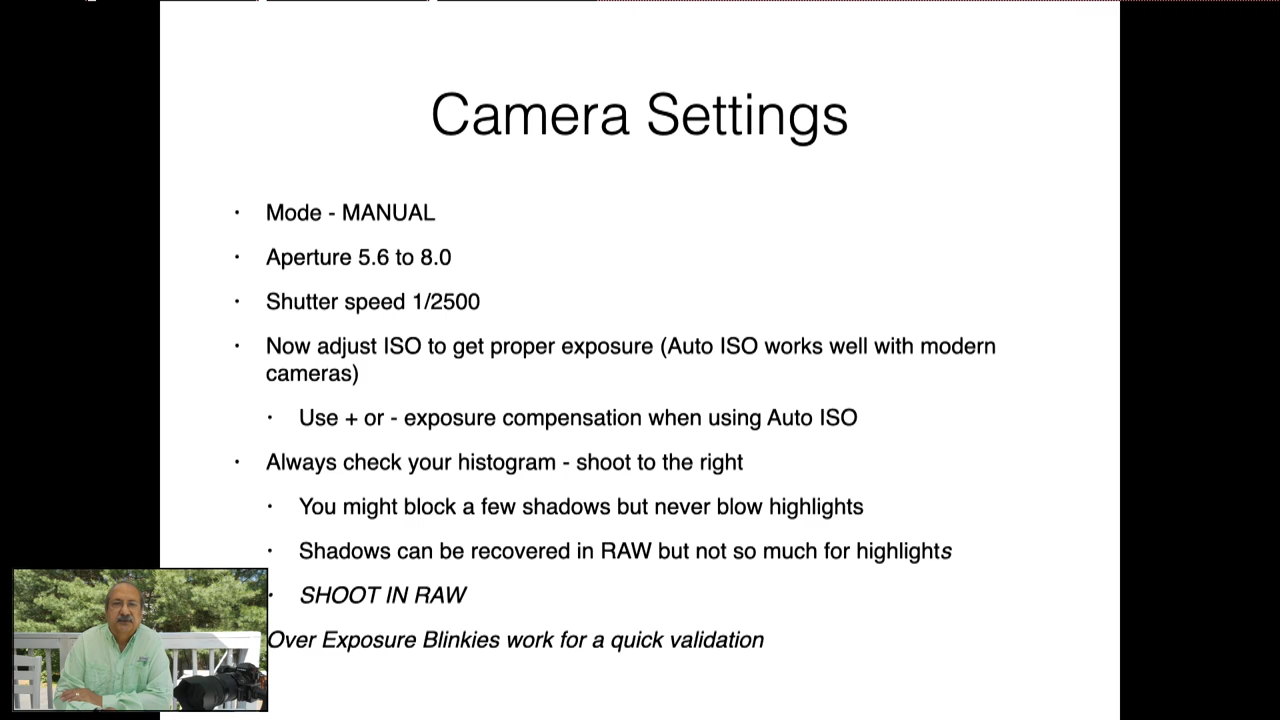 Camera Settings
· Mode - MANUAL
· Aperture 5.6 to 8.0
· Shutter speed 1/2500
· Now adjust ISO to get proper exposure (Auto ISO works well with modern
cameras)
· Use + or - exposure compensation when using Auto ISO
· Always check your histogram - shoot to the right
· You might block a few shadows but never blow highlights
· Shadows can be recovered in RAW but not so much for highlights
· SHOOT IN RAW
Over Exposure Blinkies work for a quick validation